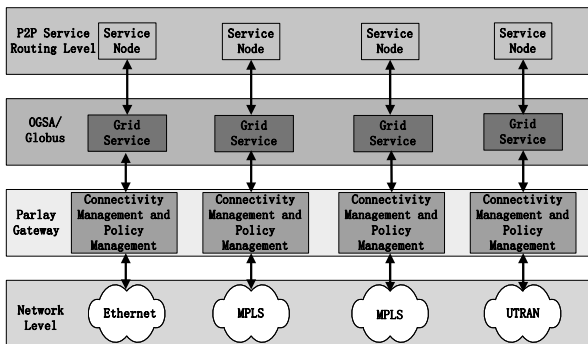 P2P Service
Routing Level
Service
Node
Service
Node
Service
Node
Service
Node
OGSA/
Globus
Grid
Service
Grid
Service
Grid
Service
Grid
Service
Parlay
Gateway
Connectivity
Management and
Policy
Management
Connectivity
Management and
Policy
Management
Connectivity
Management and
Policy
Management
Connectivity
Management and
Policy
Management
Network
Level
Ethernet
MPLS
MPLS
UTRAN